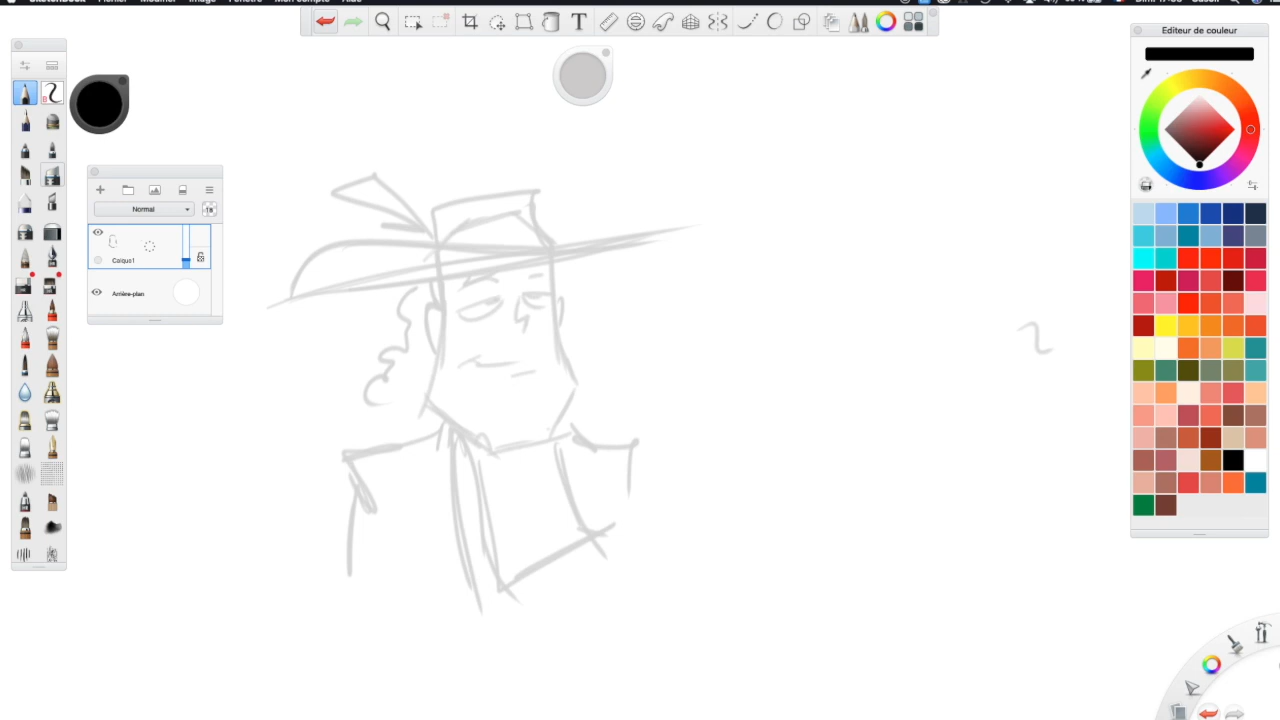 SketchBook Fichier Modifier Image Fenêtre Mon compte Aide
T
Editeur de couleur
Normal
Calque1
Arrière-plan